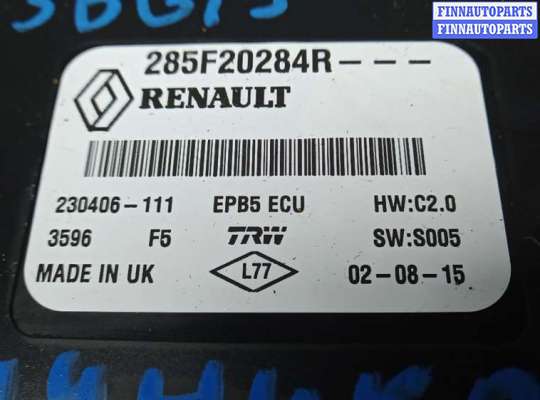 FINNAUTOPARTS
FINNAUTOPARTS
FINNAUTOPARTS
285F20284R---
RENAULT
230406-111 EPB5 ECU HW:C2.0
3596 F5 TRW SW:S005
MADE IN UK L77 02-08-15